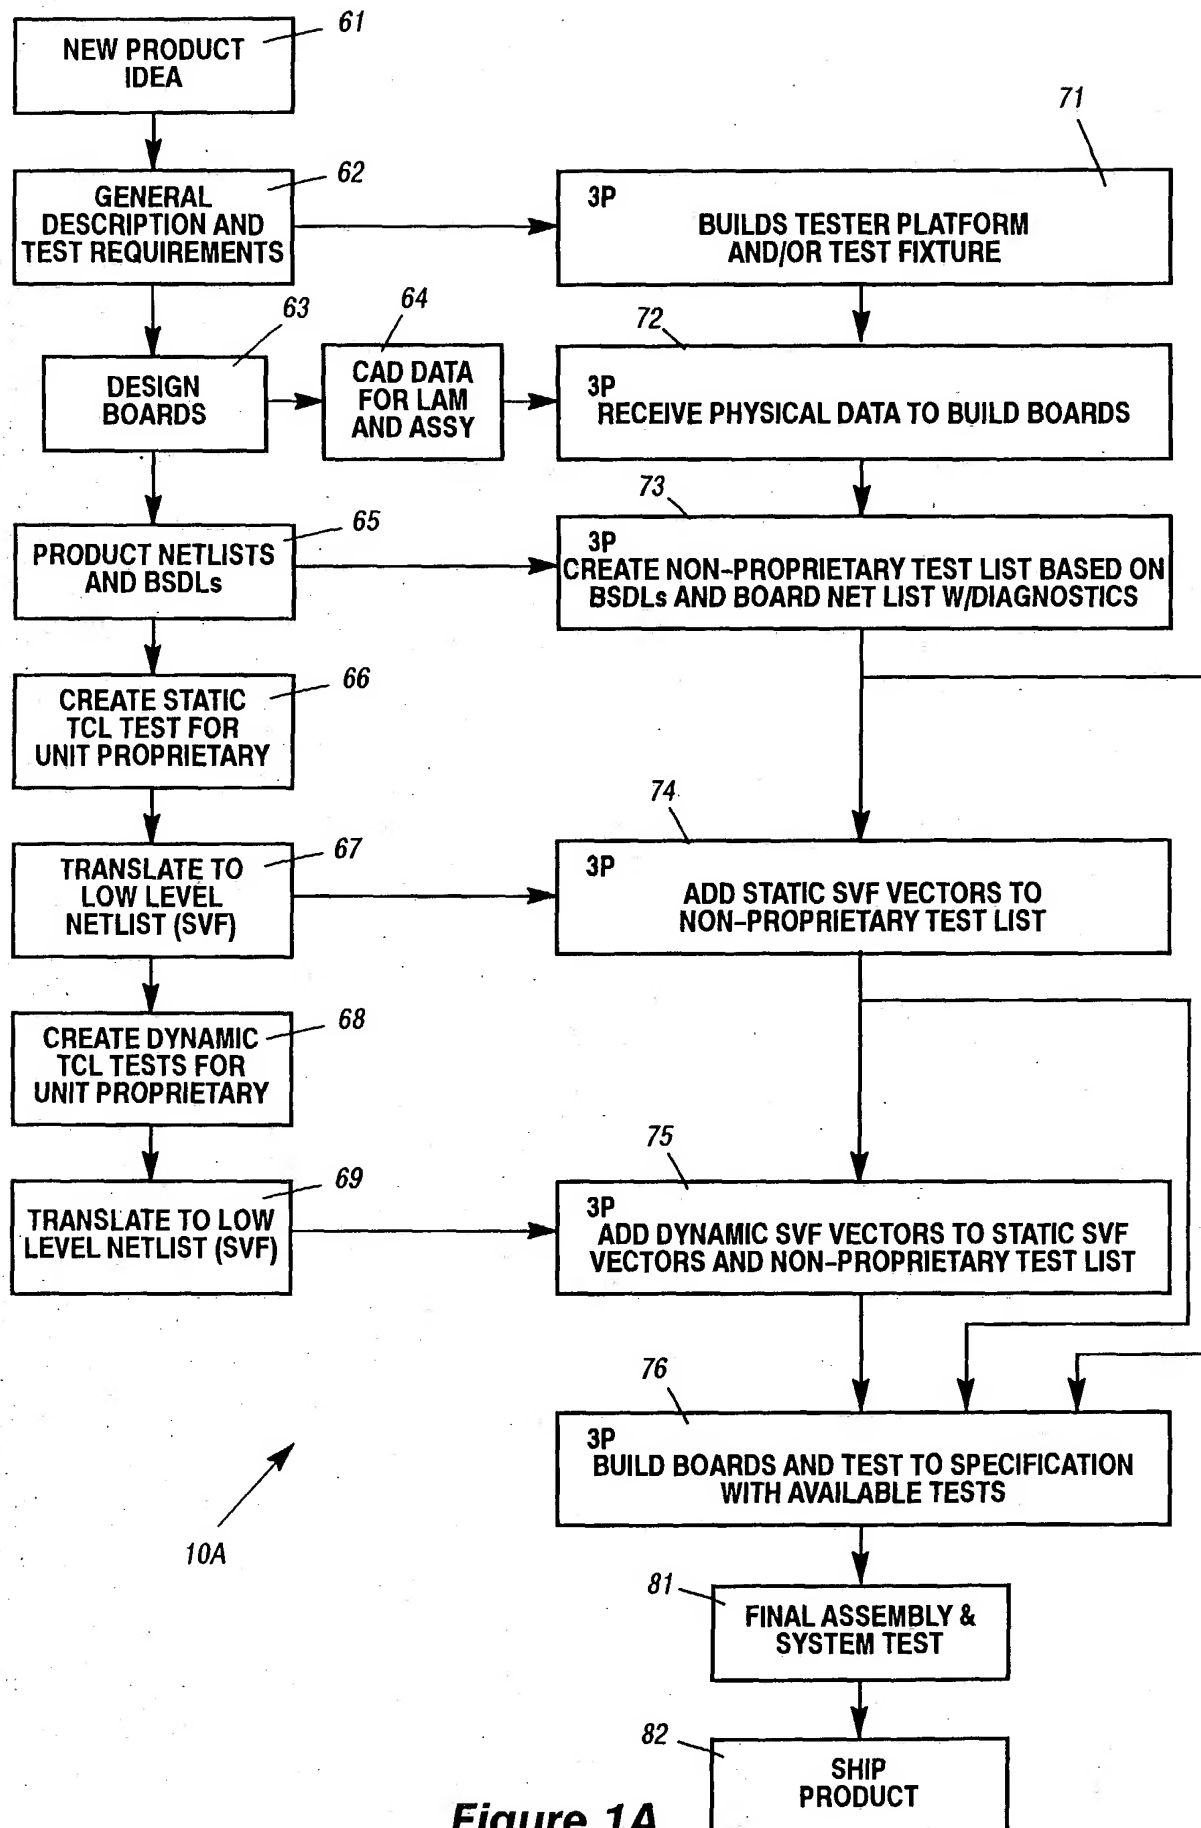 61
NEW PRODUCT
IDEA
71
62
GENERAL
DESCRIPTION AND
TEST REQUIREMENTS
3P
BUILDS TESTER PLATFORM
AND/OR TEST FIXTURE
63
DESIGN
BOARDS
64
CAD DATA
FOR LAM
AND ASSY
72
3P
RECEIVE PHYSICAL DATA TO BUILD BOARDS
65
PRODUCT NETLISTS
AND BSDLs
73
3P
CREATE NON-PROPRIETARY TEST LIST BASED ON
BSDLs AND BOARD NET LIST W/DIAGNOSTICS
66
CREATE STATIC
TCL TEST FOR
UNIT PROPRIETARY
67
TRANSLATE TO
LOW LEVEL
NETLIST (SVF)
74
3P
ADD STATIC SVF VECTORS TO
NON-PROPRIETARY TEST LIST
68
CREATE DYNAMIC
TCL TESTS FOR
UNIT PROPRIETARY
69
TRANSLATE TO LOW
LEVEL NETLIST (SVF)
75
3P
ADD DYNAMIC SVF VECTORS TO STATIC SVF
VECTORS AND NON-PROPRIETARY TEST LIST
76
3P
BUILD BOARDS AND TEST TO SPECIFICATION
WITH AVAILABLE TESTS
10A
81
FINAL ASSEMBLY &
SYSTEM TEST
82
SHIP
PRODUCT
Figure 1A